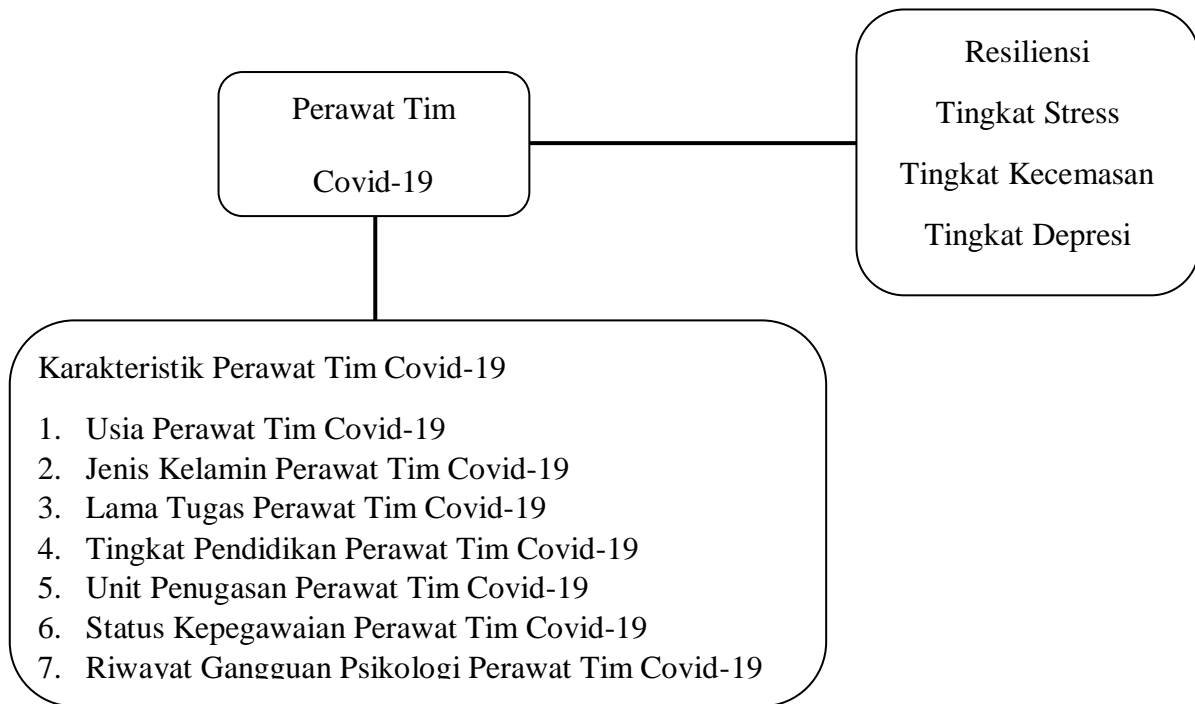 Perawat Tim
Covid-19
Resiliensi
Tingkat Stress
Tingkat Kecemasan
Tingkat Depresi
Karakteristik Perawat Tim Covid-19
1. Usia Perawat Tim Covid-19
2. Jenis Kelamin Perawat Tim Covid-19
3. Lama Tugas Perawat Tim Covid-19
4. Tingkat Pendidikan Perawat Tim Covid-19
5. Unit Penugasan Perawat Tim Covid-19
6. Status Kepegawaian Perawat Tim Covid-19
7. Riwayat Gangguan Psikologi Perawat Tim Covid-19